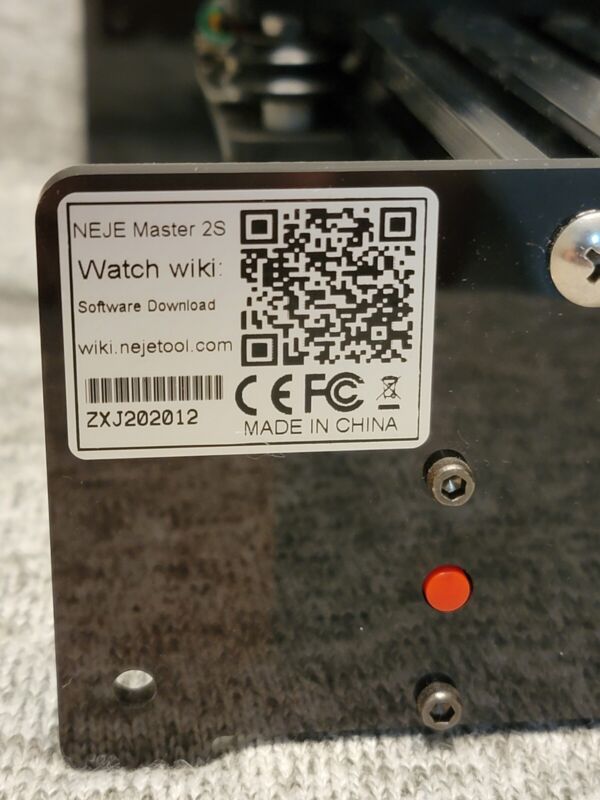 NEJE Master 2S
Watch wiki:
Software Download
wiki.nejetool.com
ZXJ202012
CE FC
MADE IN CHINA